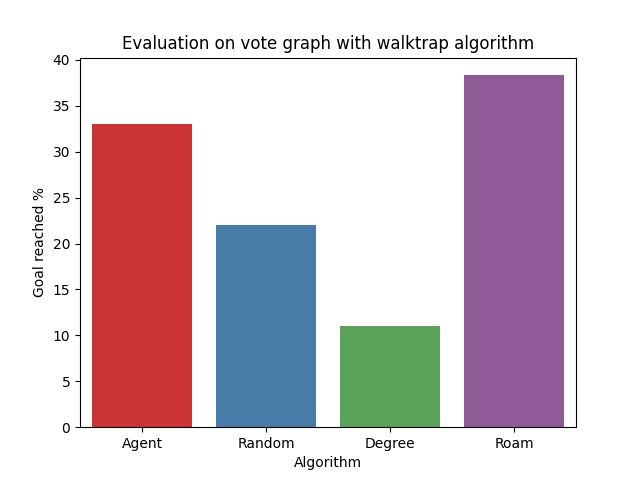 Evaluation on vote graph with walktrap algorithm
Goal reached %
40
35
30
25
20
15
10
5
0
Agent Random Degree Roam
Algorithm